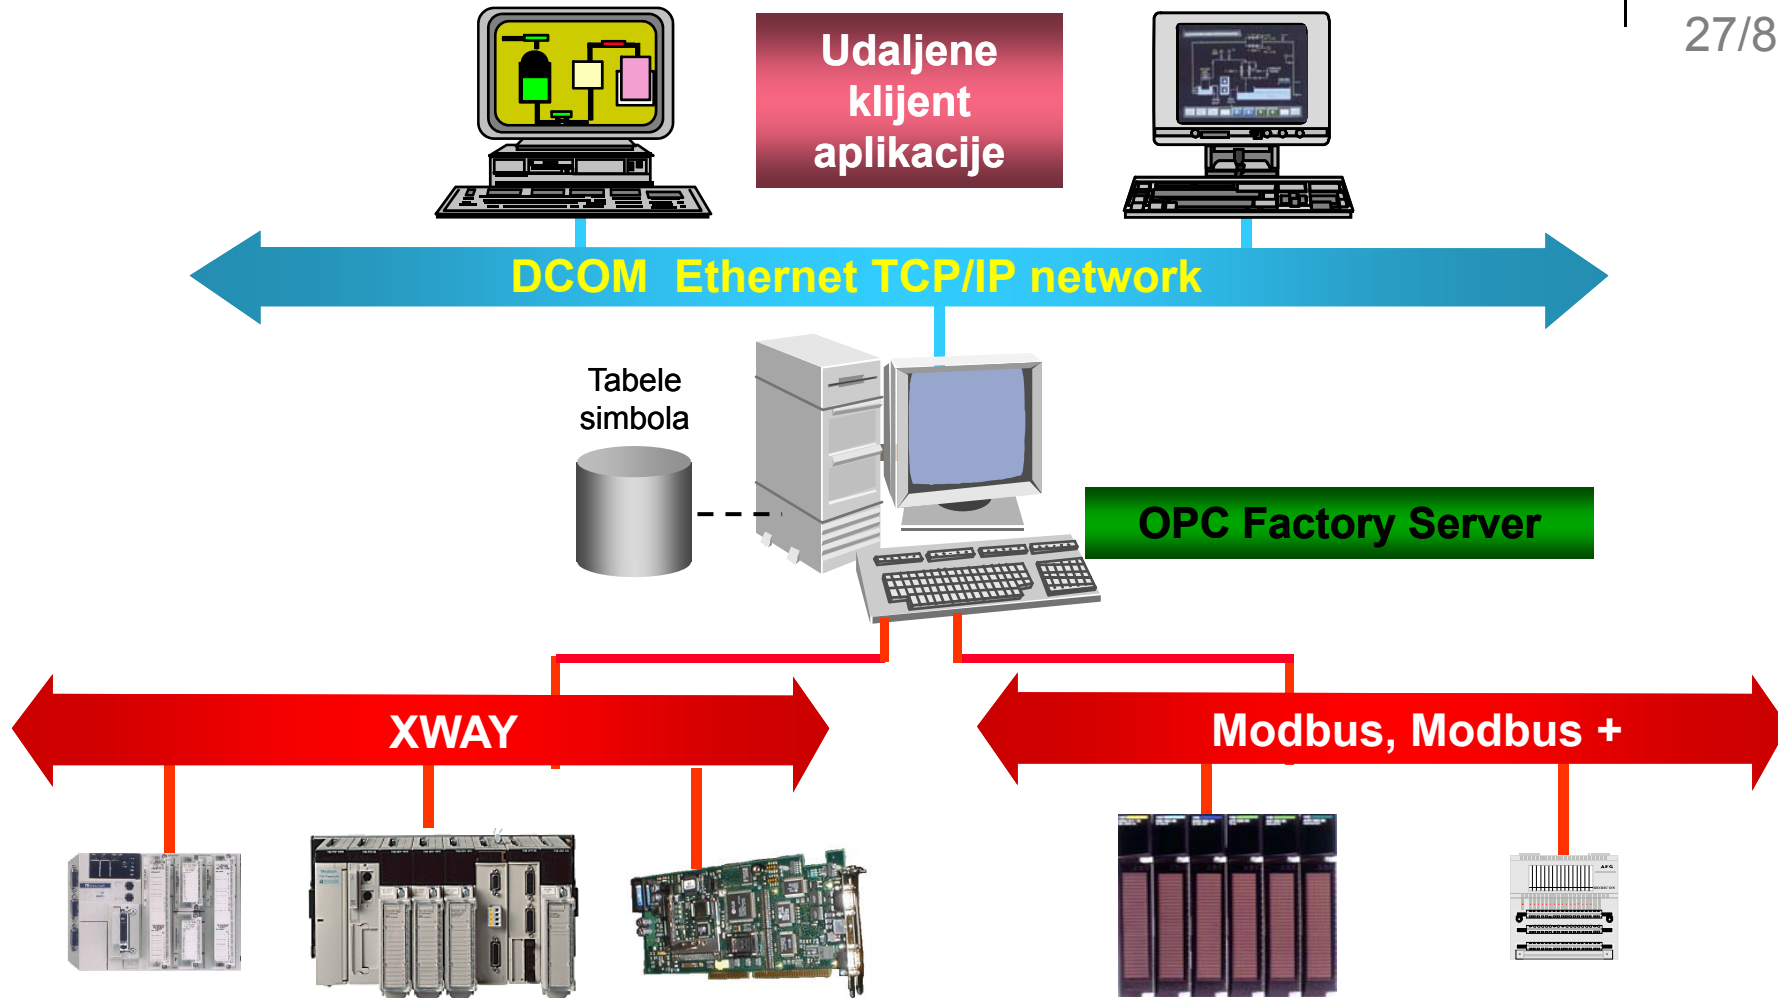 27/8
Udaljene
klijent
aplikacije
DCOM Ethernet TCP/IP network
Tabele
simbola
OPC Factory Server
XWAY
Modbus, Modbus +